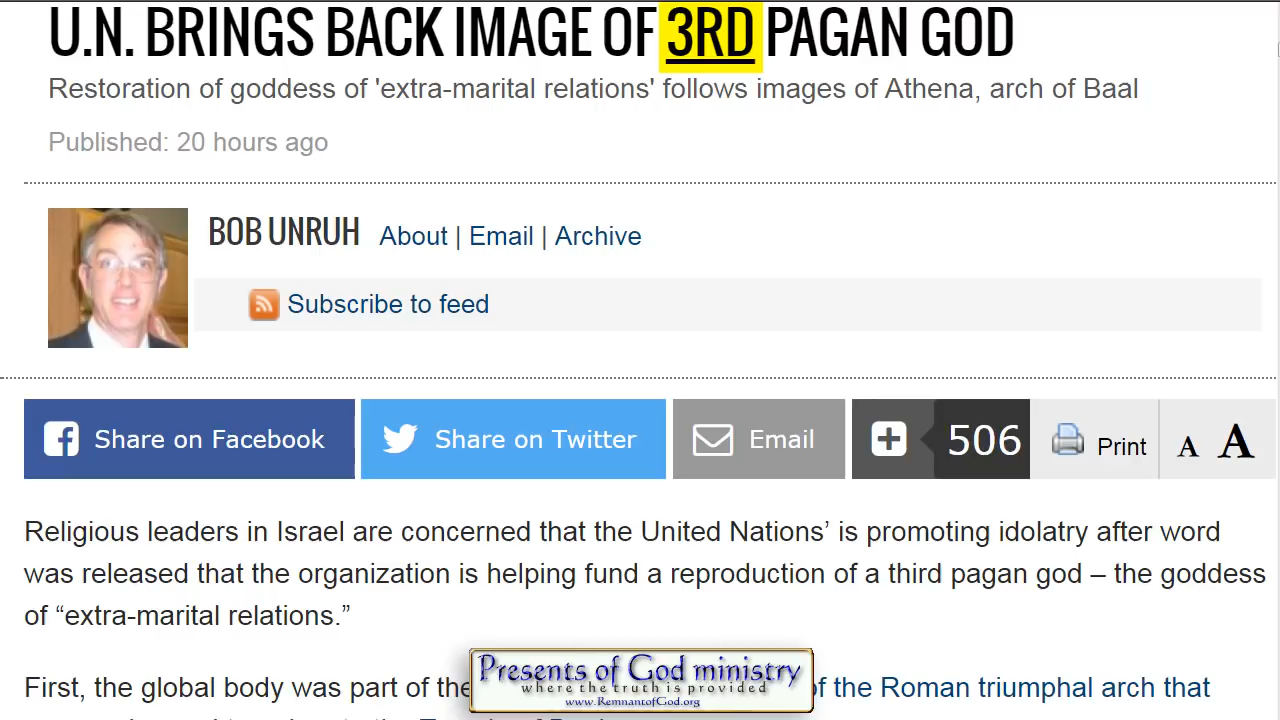 U.N. BRINGS BACK IMAGE OF 3RD PAGAN GOD
Restoration of goddess of 'extra-marital relations' follows images of Athena, arch of Baal
Published: 20 hours ago
BOB UNRUH About | Email | Archive
Subscribe to feed
Share on Facebook Share on Twitter Email 506 Print A A
Religious leaders in Israel are concerned that the United Nations’ is promoting idolatry after word
was released that the organization is helping fund a reproduction of a third pagan god – the goddess
of “extra-marital relations.”
First, the global body was part of the of the Roman triumphal arch that
Presents of God ministry
where the truth is provided
www.RemnantofGod.org